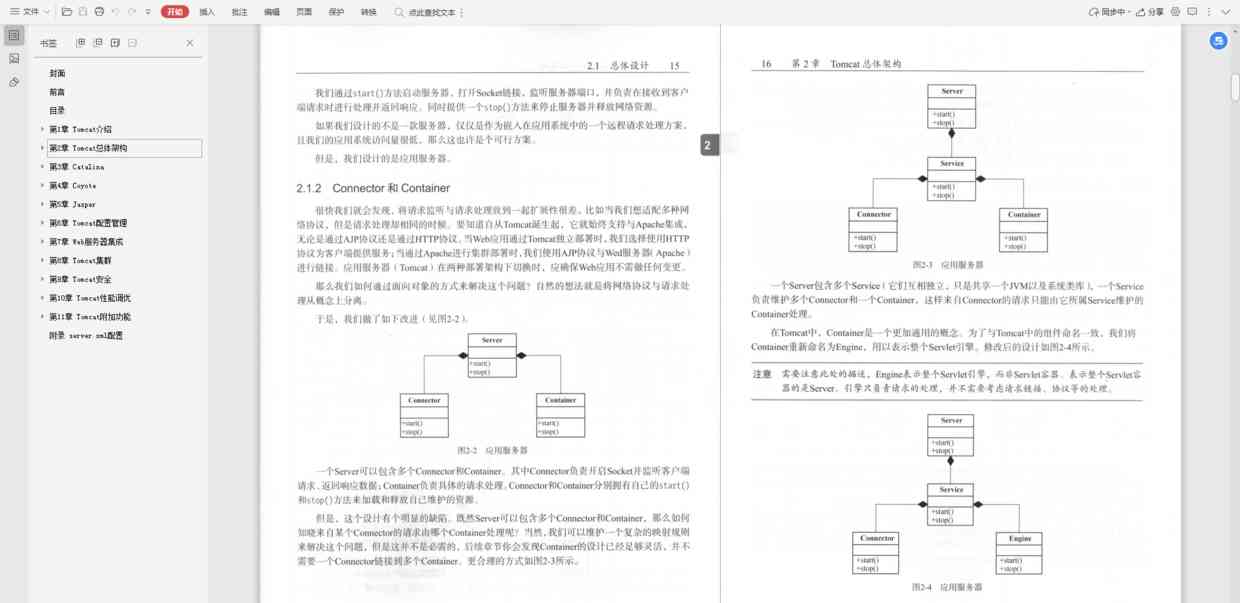 文件
开始
插入
批注
编辑
页面
保护
转换
点此查找文本
同步中
分享
书签
封面
前言
目录
第1章 Tomcat介绍
第2章 Tomcat总体架构
第3章 Catalina
第4章 Coyote
第5章 Jasper
第6章 Tomcat配置管理
第7章 Web服务器集成
第8章 Tomcat集群
第9章 Tomcat安全
第10章 Tomcat性能调优
第11章 Tomcat附加功能
附录 server.xml配置
2.1 总体设计 15
我们通过start()方法启动服务器，打开Socket链接，监听服务器端口，并负责在接收到客户
端请求时进行处理并返回响应。同时提供一个stop()方法来停止服务器并释放网络资源。
如果我们设计的不是一款服务器，仅仅是作为嵌入在应用系统中的一个远程请求处理方案，
且我们的应用系统访问量很低，那么这也许是个可行方案。
但是，我们设计的是应用服务器。
2.1.2 Connector 和 Container
很快我们就会发现，将请求监听与请求处理放到一起扩展性很差，比如当我们想适配多种网
络协议，但是请求处理却相同的时候。要知道自从Tomcat诞生起，它就始终支持与Apache集成，
无论是通过AJP协议还是通过HTTP协议。当Web应用通过Tomcat独立部署时，我们选择使用HTTP
协议为客户端提供服务；当通过Apache进行集群部署时，我们使用AJP协议与Wed服务器（Apache）
进行链接。应用服务器（Tomcat）在两种部署架构下切换时，应确保Web应用不需做任何变更。
那么我们如何通过面向对象的方式来解决这个问题？自然的想法就是将网络协议与请求处
理从概念上分离。
于是，我们做了如下改进（见图2-2）。
Server
+start()
+stop()
Connector
+start()
+stop()
Container
+start()
+stop()
图2-2 应用服务器
一个Server可以包含多个Connector和Container。其中Connector负责开启Socket并监听客户端
请求、返回响应数据；Container负责具体的请求处理。Connector和Container分别拥有自己的start()
和stop()方法来加载和释放自己维护的资源。
但是，这个设计有个明显的缺陷。既然Server可以包含多个Connector和Container，那么如何
知晓来自某个Connector的请求由哪个Container处理呢？当然，我们可以维护一个复杂的映射规则
来解决这个问题，但是这并不是必需的，后续章节你会发现Container的设计已经足够灵活，并不
需要一个Connector链接到多个Container。更合理的方式如图2-3所示。
2
16 第 2 章 Tomcat 总体架构
Server
+start()
+stop()
Service
+start()
+stop()
Connector
+start()
+stop()
Container
+start()
+stop()
图2-3 应用服务器
一个Server包含多个Service（它们互相独立，只是共享一个JVM以及系统类库），一个Service
负责维护多个Connector和一个Container，这样来自Connector的请求只能由它所属Service维护的
Container处理。
在Tomcat中，Container是一个更加通用的概念。为了与Tomcat中的组件命名一致，我们将
Container重新命名为Engine，用以表示整个Servlet引擎。修改后的设计如图2-4所示。
注意 需要注意此处的描述，Engine表示整个Servlet引擎，而非Servlet容器。表示整个Servlet容
器的是Server。引擎只负责请求的处理，并不需要考虑请求链接、协议等的处理。
Server
+start()
+stop()
Service
+start()
+stop()
Connector
+start()
+stop()
Engine
+start()
+stop()
图2-4 应用服务器